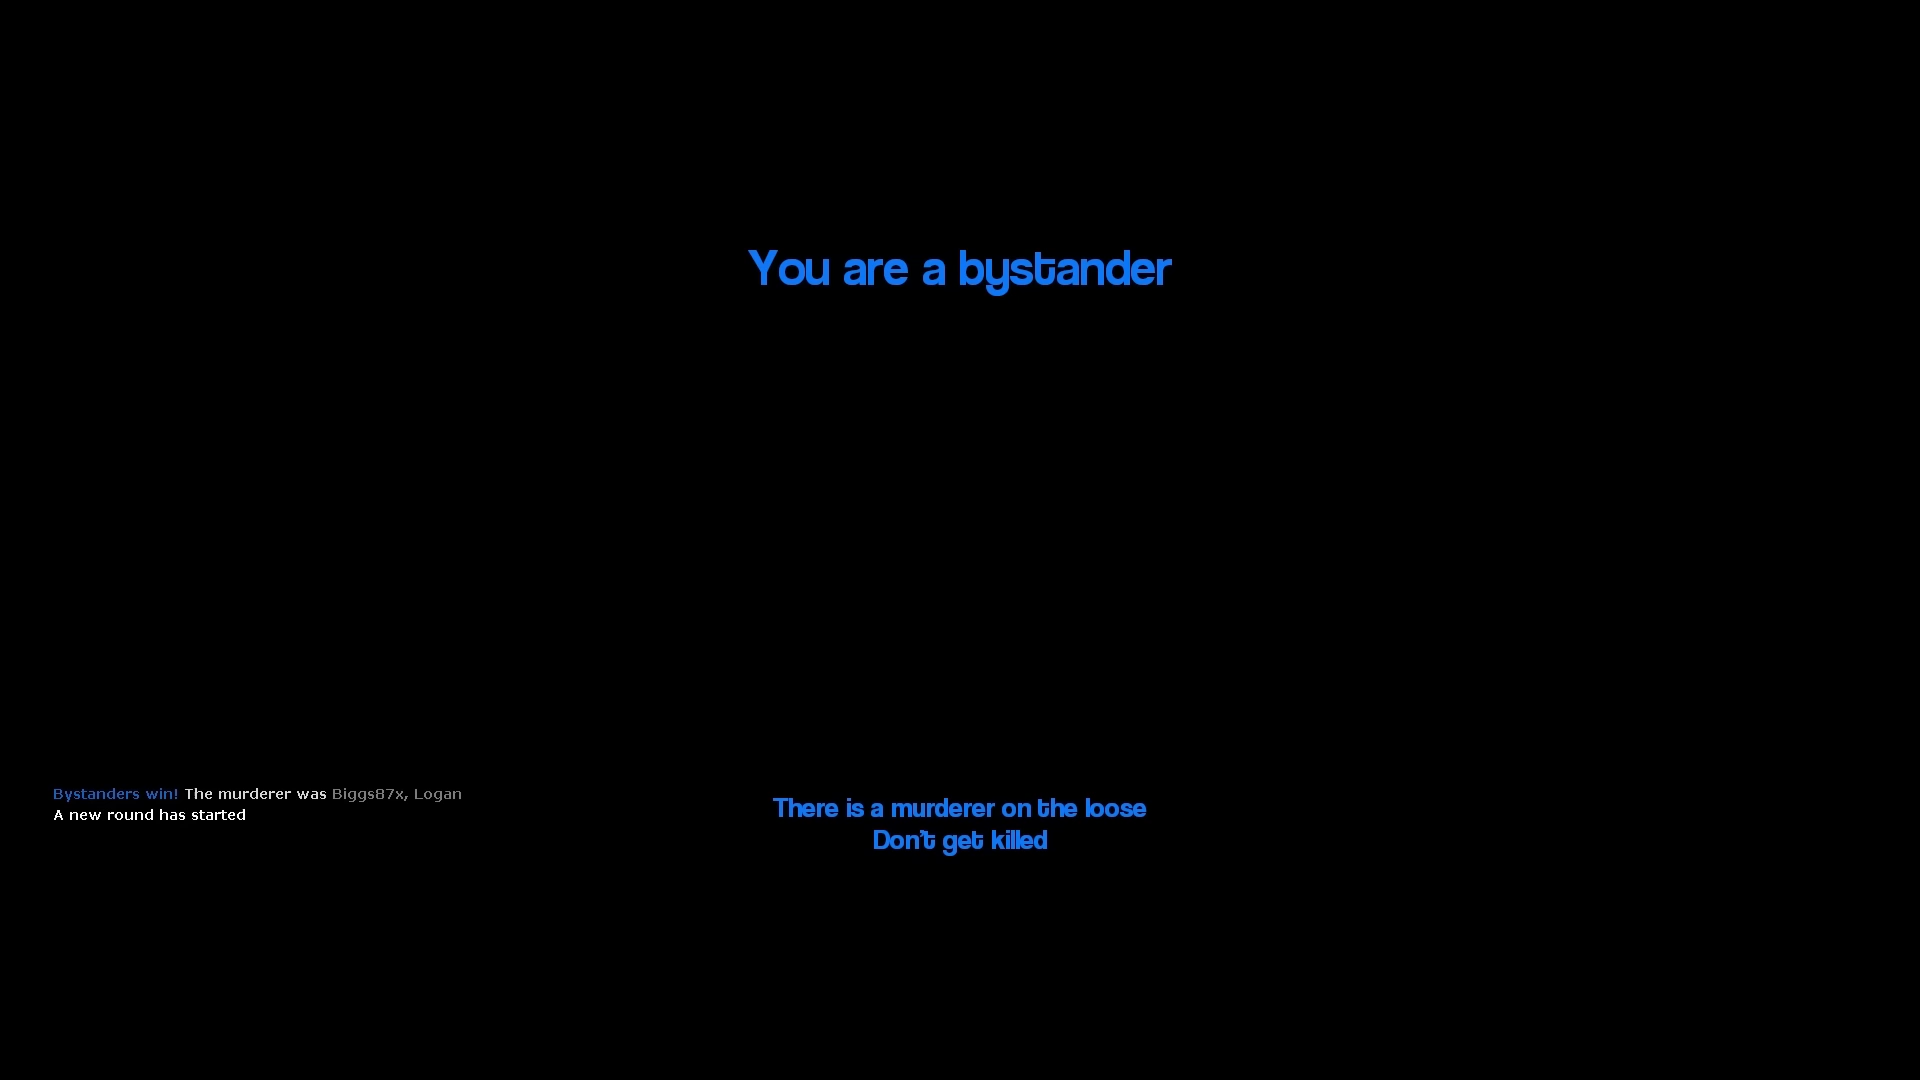 You are a bystander
Bystanders win! The murderer was Biggs87x, Logan
A new round has started
There is a murderer on the loose
Don't get killed